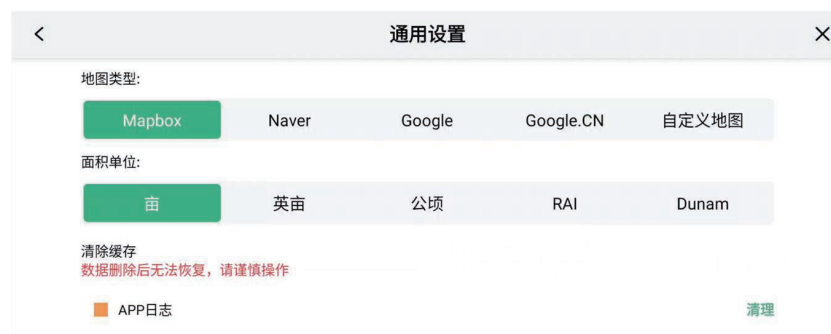 通用设置
地图类型:
Mapbox Naver Google Google.CN 自定义地图
面积单位:
亩 英亩 公顷 RAI Dunam
清除缓存
数据删除后无法恢复，请谨慎操作
APP日志 清理